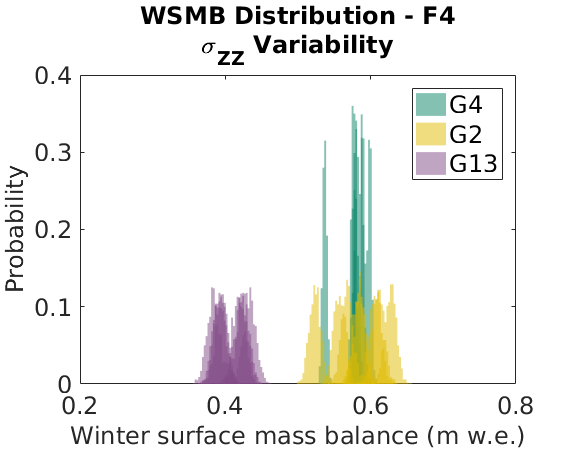 WSMB Distribution - F4
σZZ Variability
0.4
0.3
0.2
0.1
0
Probability
G4
G2
G13
0.2
0.4
0.6
0.8
Winter surface mass balance (m w.e.)